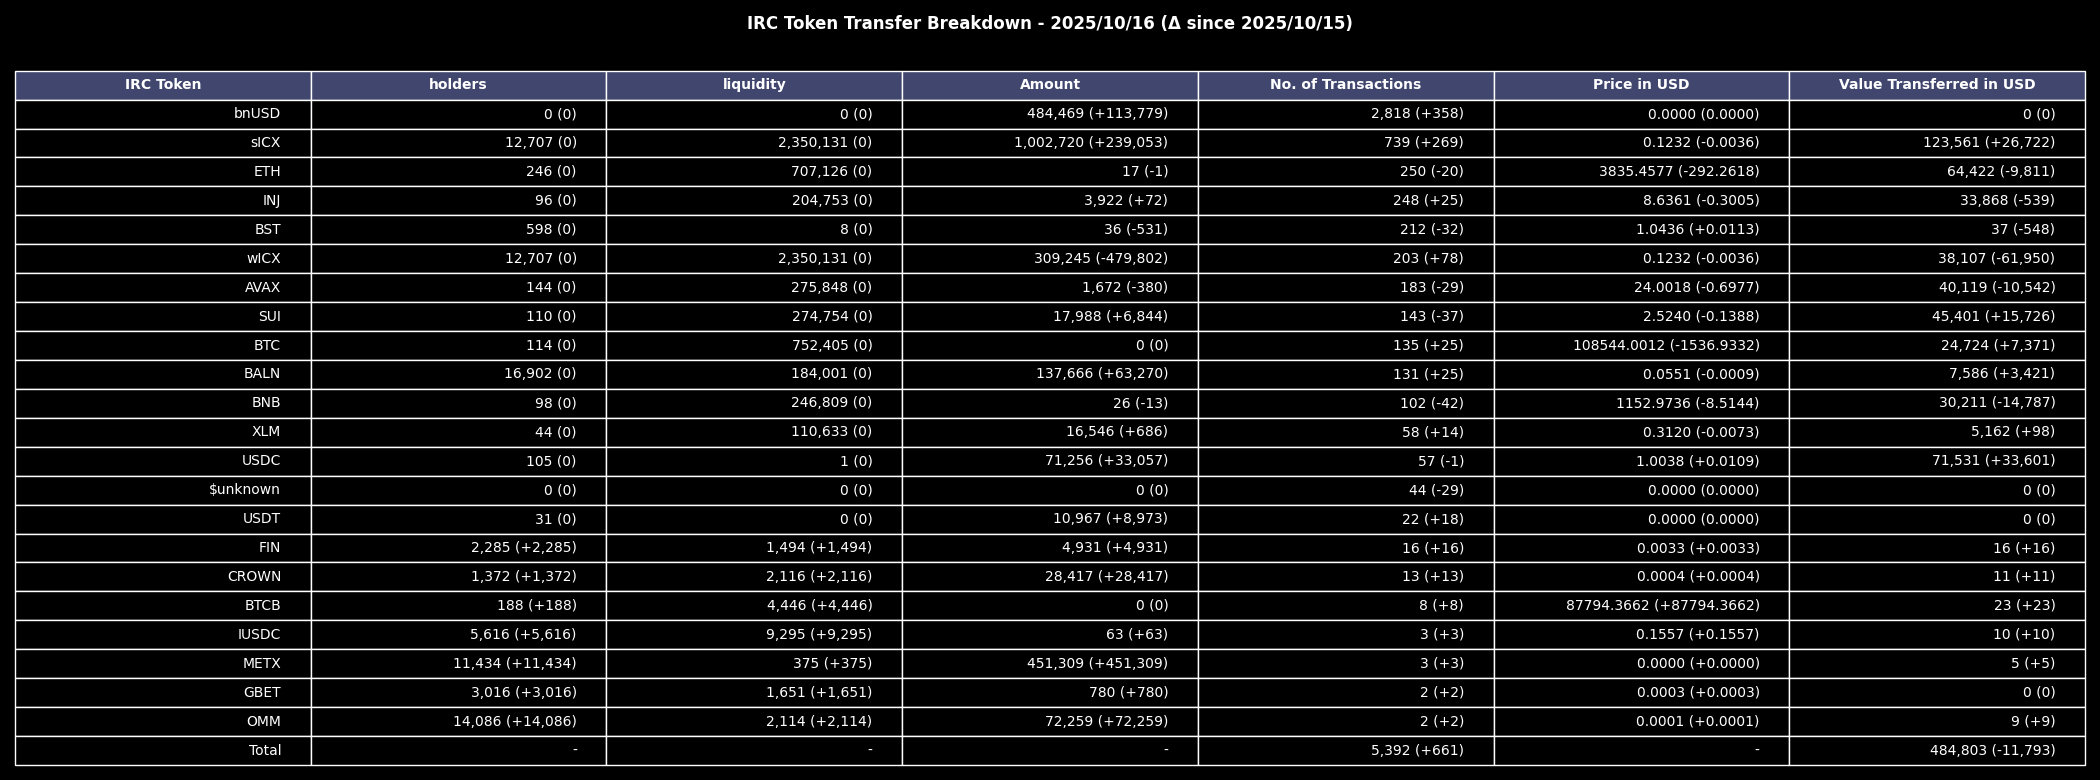 IRC Token Transfer Breakdown - 2025/10/16 (Δ since 2025/10/15)
IRC Token holders liquidity Amount No. of Transactions Price in USD Value Transferred in USD
bnUSD 0 (0) 0 (0) 484,469 (+113,779) 2,818 (+358) 0.0000 (0.0000) 0 (0)
sICX 12,707 (0) 2,350,131 (0) 1,002,720 (+239,053) 739 (+269) 0.1232 (-0.0036) 123,561 (+26,722)
ETH 246 (0) 707,126 (0) 17 (-1) 250 (-20) 3835.4577 (-292.2618) 64,422 (-9,811)
INJ 96 (0) 204,753 (0) 3,922 (+72) 248 (+25) 8.6361 (-0.3005) 33,868 (-539)
BST 598 (0) 8 (0) 36 (-531) 212 (-32) 1.0436 (+0.0113) 37 (-548)
wICX 12,707 (0) 2,350,131 (0) 309,245 (-479,802) 203 (+78) 0.1232 (-0.0036) 38,107 (-61,950)
AVAX 144 (0) 275,848 (0) 1,672 (-380) 183 (-29) 24.0018 (-0.6977) 40,119 (-10,542)
SUI 110 (0) 274,754 (0) 17,988 (+6,844) 143 (-37) 2.5240 (-0.1388) 45,401 (+15,726)
BTC 114 (0) 752,405 (0) 0 (0) 135 (+25) 108544.0012 (-1536.9332) 24,724 (+7,371)
BALN 16,902 (0) 184,001 (0) 137,666 (+63,270) 131 (+25) 0.0551 (-0.0009) 7,586 (+3,421)
BNB 98 (0) 246,809 (0) 26 (-13) 102 (-42) 1152.9736 (-8.5144) 30,211 (-14,787)
XLM 44 (0) 110,633 (0) 16,546 (+686) 58 (+14) 0.3120 (-0.0073) 5,162 (+98)
USDC 105 (0) 1 (0) 71,256 (+33,057) 57 (-1) 1.0038 (+0.0109) 71,531 (+33,601)
$unknown 0 (0) 0 (0) 0 (0) 44 (-29) 0.0000 (0.0000) 0 (0)
USDT 31 (0) 0 (0) 10,967 (+8,973) 22 (+18) 0.0000 (0.0000) 0 (0)
FIN 2,285 (+2,285) 1,494 (+1,494) 4,931 (+4,931) 16 (+16) 0.0033 (+0.0033) 16 (+16)
CROWN 1,372 (+1,372) 2,116 (+2,116) 28,417 (+28,417) 13 (+13) 0.0004 (+0.0004) 11 (+11)
BTCB 188 (+188) 4,446 (+4,446) 0 (0) 8 (+8) 87794.3662 (+87794.3662) 23 (+23)
IUSDC 5,616 (+5,616) 9,295 (+9,295) 63 (+63) 3 (+3) 0.1557 (+0.1557) 10 (+10)
METX 11,434 (+11,434) 375 (+375) 451,309 (+451,309) 3 (+3) 0.0000 (+0.0000) 5 (+5)
GBET 3,016 (+3,016) 1,651 (+1,651) 780 (+780) 2 (+2) 0.0003 (+0.0003) 0 (0)
OMM 14,086 (+14,086) 2,114 (+2,114) 72,259 (+72,259) 2 (+2) 0.0001 (+0.0001) 9 (+9)
Total - - - 5,392 (+661) - 484,803 (-11,793)